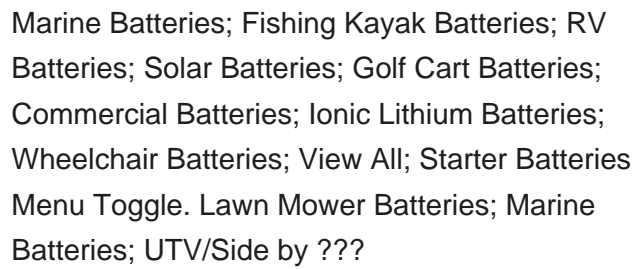 Marine Batteries; Fishing Kayak Batteries; RV
Batteries; Solar Batteries; Golf Cart Batteries;
Commercial Batteries; Ionic Lithium Batteries;
Wheelchair Batteries; View All; Starter Batteries
Menu Toggle. Lawn Mower Batteries; Marine
Batteries; UTV/Side by ???